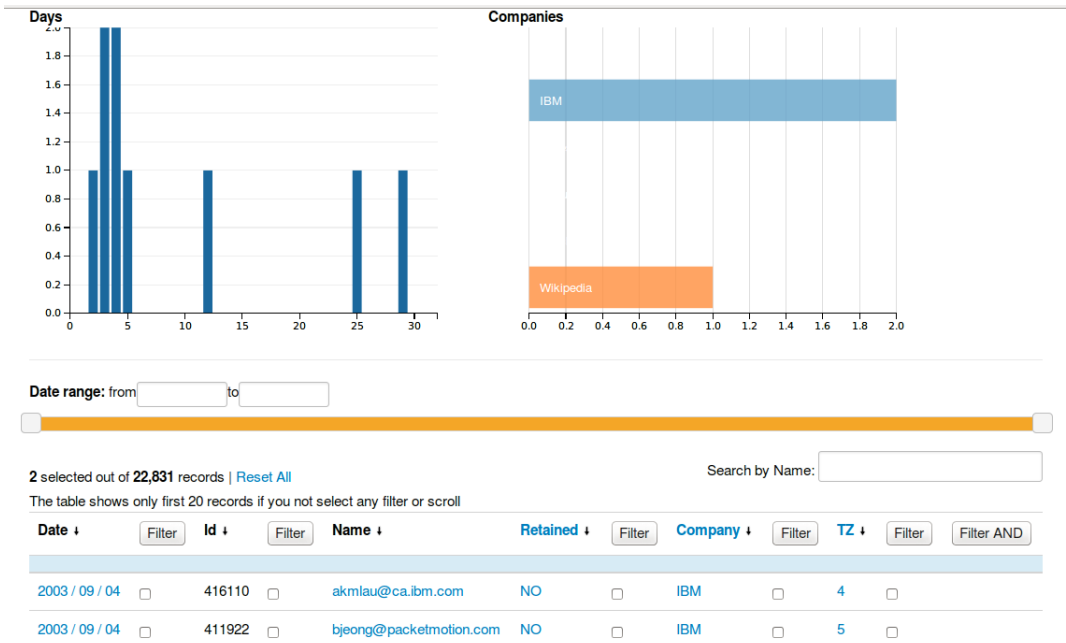 Days
2.0
1.8
1.6
1.4
1.2
1.0
0.8
0.6
0.4
0.2
0.0
0 5 10 15 20 25 30
Companies
IBM
Wikipedia
0.0 0.2 0.4 0.6 0.8 1.0 1.2 1.4 1.6 1.8 2.0
Date range: from to
2 selected out of 22,831 records | Reset All
Search by Name:
The table shows only first 20 records if you not select any filter or scroll
Date ↓ Filter Id ↓ Filter Name ↓ Retained ↓ Filter Company ↓ Filter TZ ↓ Filter Filter AND
2003 / 09 / 04 416110 akmlau@ca.ibm.com NO IBM 4
2003 / 09 / 04 411922 bjeong@packetmotion.com NO IBM 5